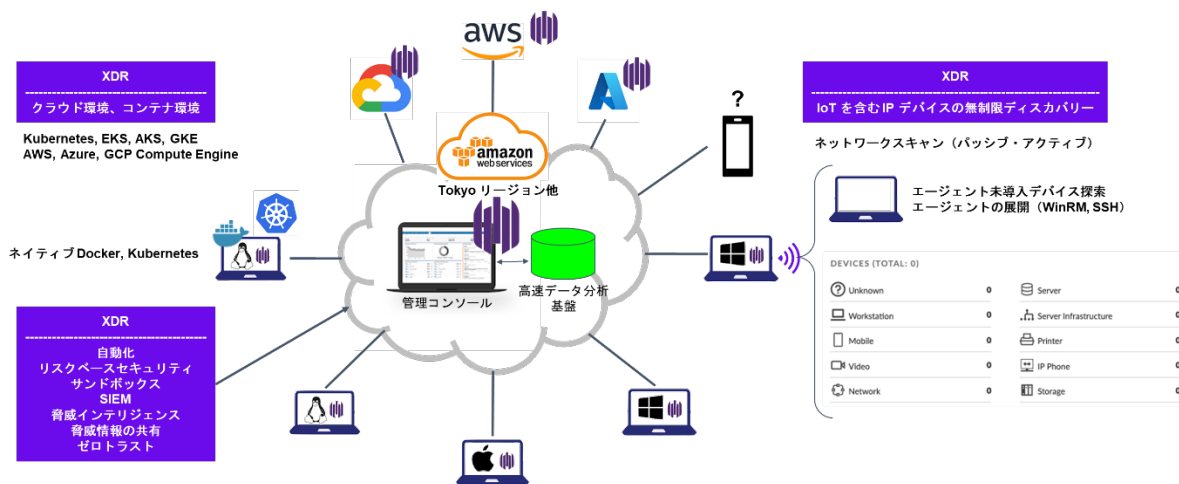 XDR
クラウド環境、コンテナ環境
Kubernetes, EKS, AKS, GKE
AWS, Azure, GCP Compute Engine
ネイティブ Docker, Kubernetes
XDR
自動化
リスクベースセキュリティ
サンドボックス
SIEM
脅威インテリジェンス
脅威情報の共有
ゼロトラスト
aws
amazon
web services
Tokyo リージョン他
管理コンソール
高速データ分析
基盤
?
XDR
IoT を含む IP デバイスの無制限ディスカバリー
ネットワークスキャン（パッシブ・アクティブ）
エージェント未導入デバイス探索
エージェントの展開（WinRM, SSH）
DEVICES (TOTAL: 0)
Unknown 0
Server 0
Workstation 0
Server Infrastructure 0
Mobile 0
Printer 0
Video 0
IP Phone 0
Network 0
Storage 0